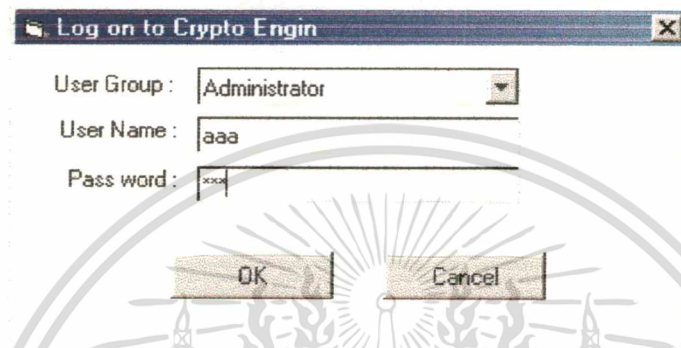 Log on to Crypto Engin
User Group : Administrator
User Name : aaa
Pass word : ***
OK Cancel